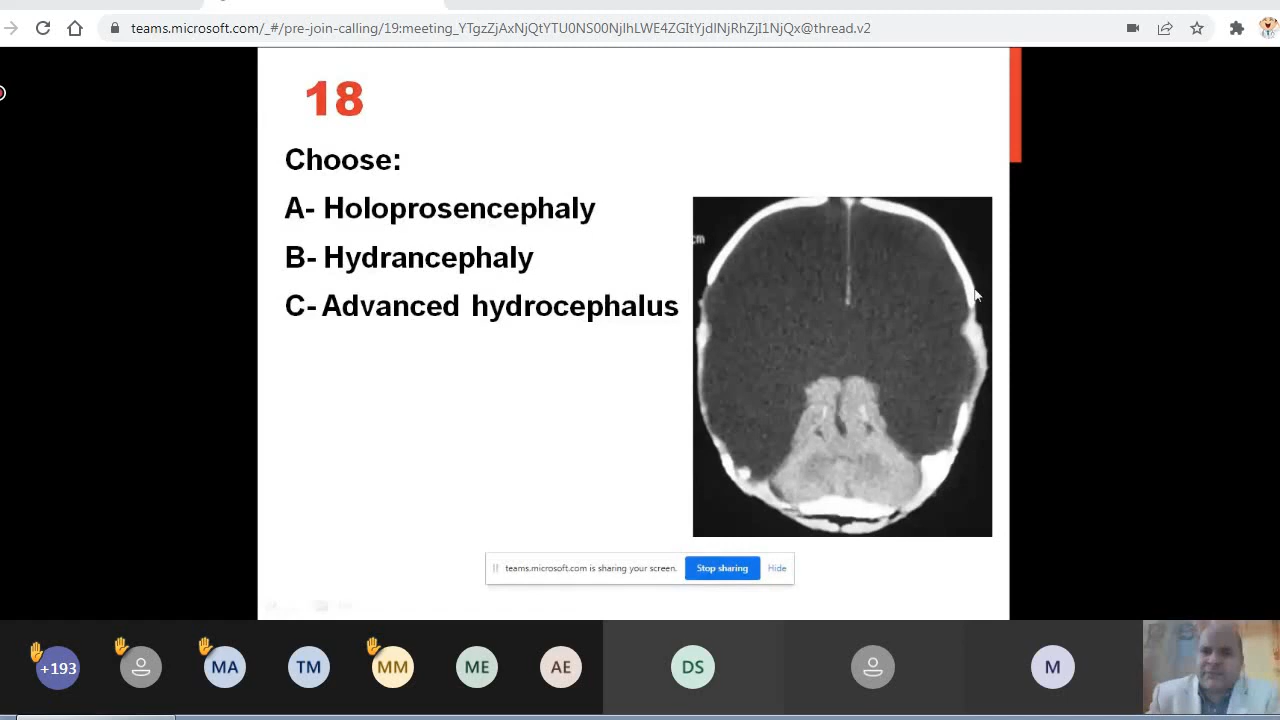 teams.microsoft.com/_#/pre-join-calling/19:meeting_YTgzZjAxNjQtYTU0NS00NjlhLWE4ZGItYjdlNjRhZjI1NjQx@thread.v2
18
Choose:
A- Holoprosencephaly
B- Hydrancephaly
C- Advanced hydrocephalus
cm
teams.microsoft.com is sharing your screen.
Stop sharing
Hide
+193
MA
TM
MM
ME
AE
DS
M